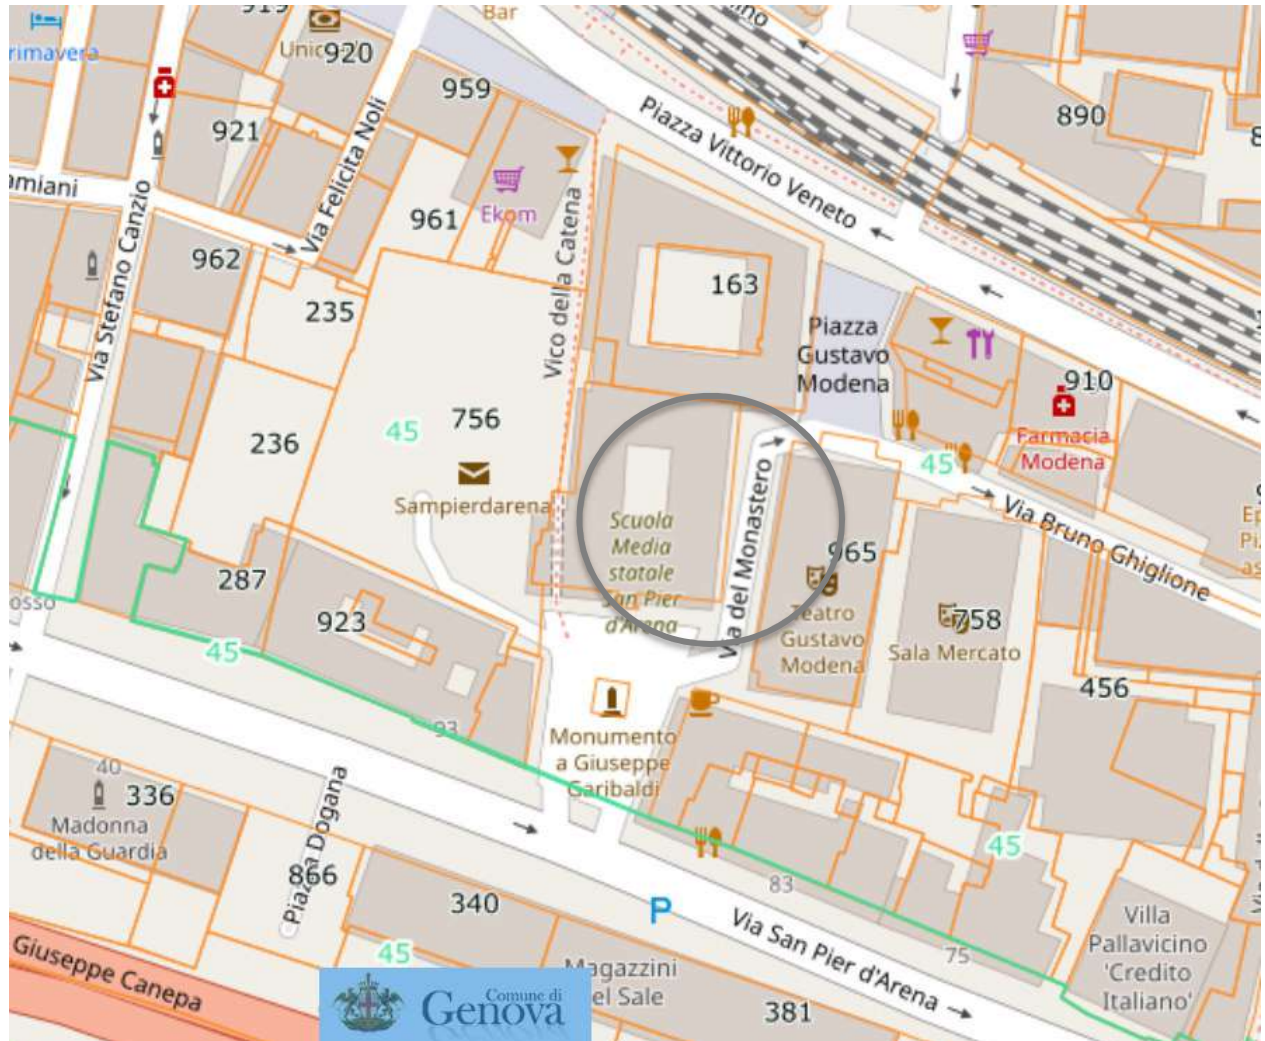 Bar
Unic
920
rimavera
959
921
Piazza Vittorio Veneto
890
amiani
Via Felicita Noli
Ekom
961
962
Via Stefano Canzio
235
Vico della Catena
163
Piazza
Gustavo
Modena
910
Farmacia
Modena
756
45
236
45
Sampierdarena
Scuola
Media
statale
San Pier
d'Arena
Via del Monastero
965
Teatro
Gustavo
Modena
Via Bruno Ghiglione
758
Sala Mercato
287
923
osso
45
456
93
Monumento
a Giuseppe
Garibaldi
40
336
Madonna
della Guardia
Piazza Dogana
866
340
P
83
45
75
Via San Pier d'Arena
Villa
Pallavicino
'Credito
Italiano'
45
Giuseppe Canepa
Magazzini
el Sale
381
Comune di
Genova